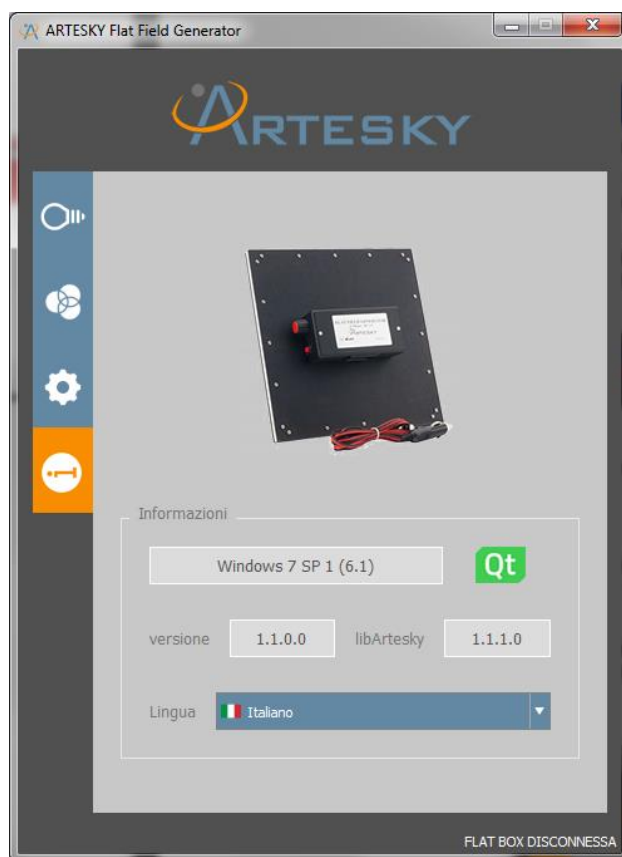 ARTESKY Flat Field Generator
ARTESKY
Informazioni
Windows 7 SP 1 (6.1)
Qt
versione 1.1.0.0 libArtesky 1.1.1.0
Lingua Italiano
FLAT BOX DISCONNESSA